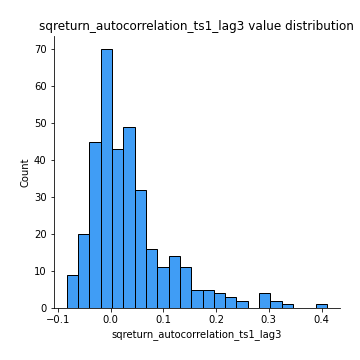 sqreturn_autocorrelation_ts1_lag3 value distribution
70
60
50
40
30
20
10
0
Count
−0.1 0.0 0.1 0.2 0.3 0.4
sqreturn_autocorrelation_ts1_lag3